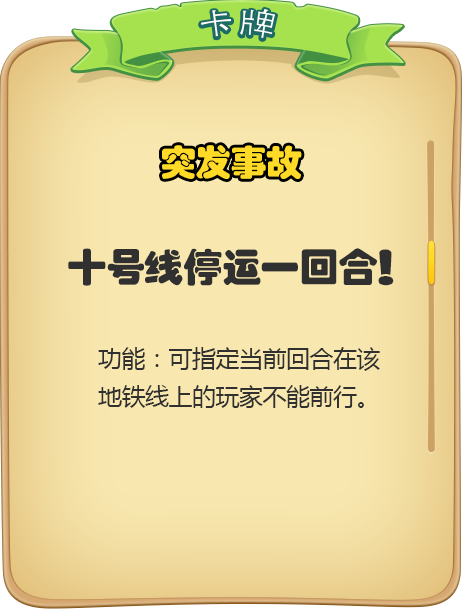 卡牌
突发事故
十号线停运一回合!
功能：可指定当前回合在该
地铁线上的玩家不能前行。